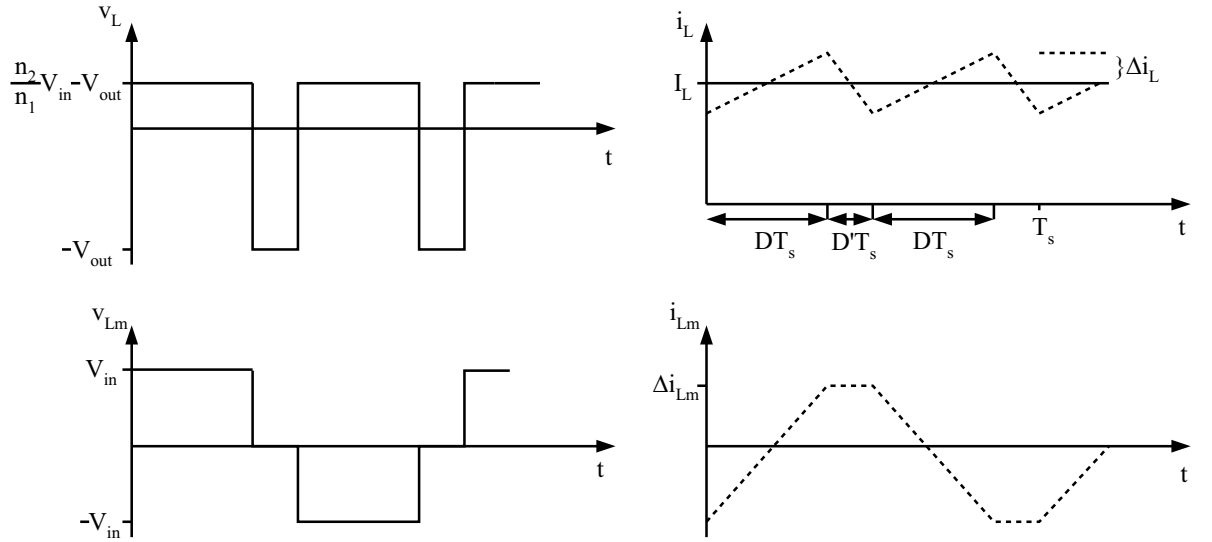 v_L
n_2/n_1 V_in-V_out
t
-V_out
i_L
I_L
}Δi_L
DT_s
D'T_s
DT_s
T_s
t
v_Lm
V_in
t
-V_in
i_Lm
Δi_Lm
t